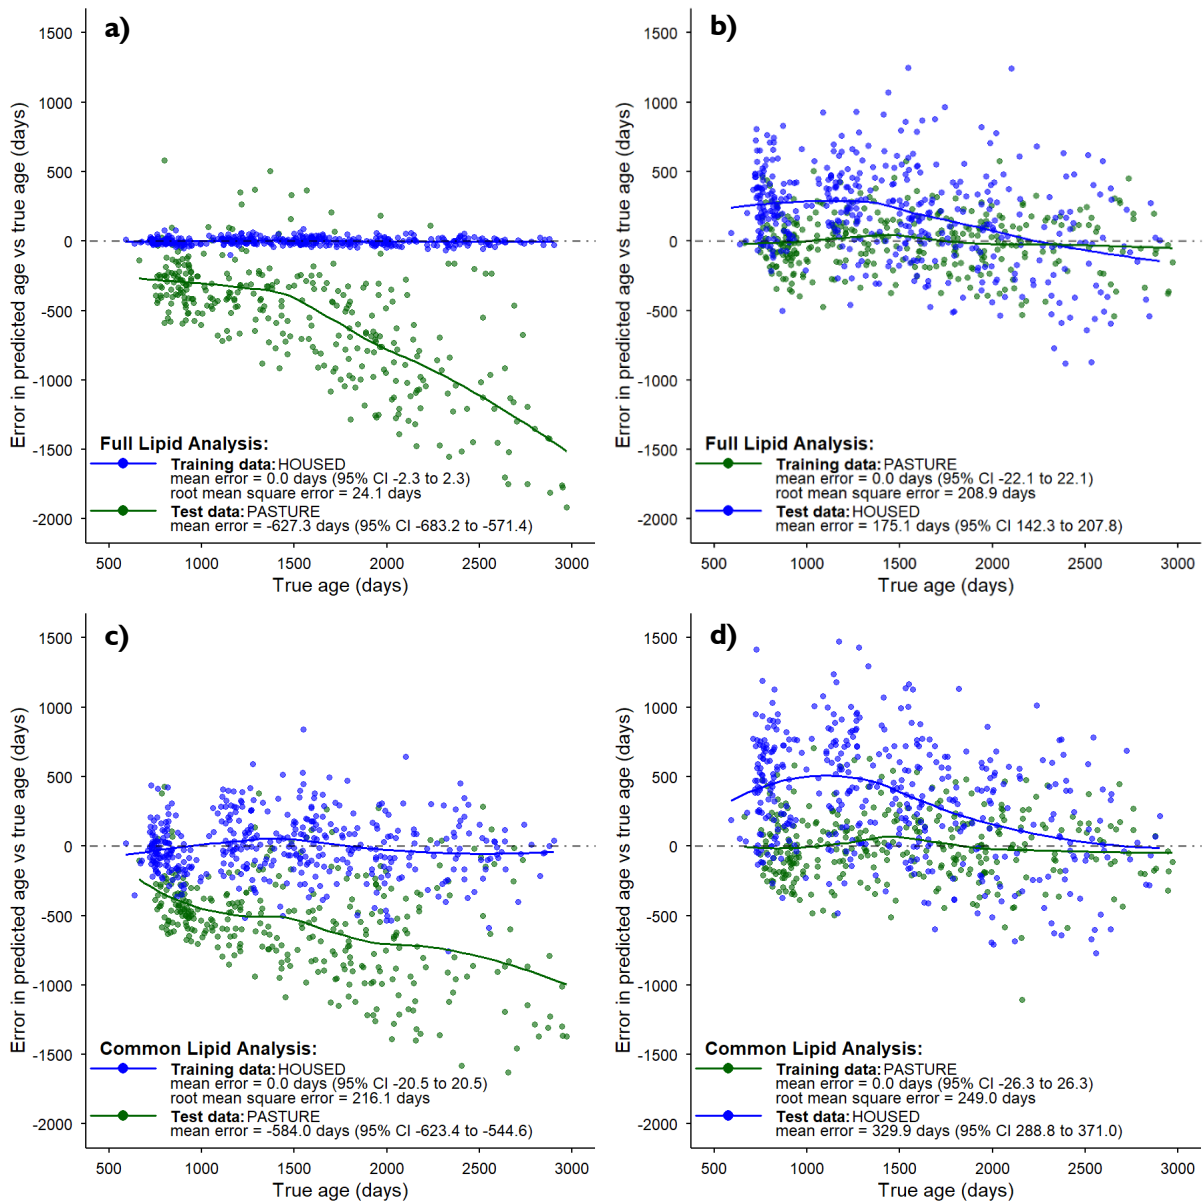 a)
1500
1000
500
0
-500
-1000
-1500
-2000
Error in predicted age vs true age (days)
Full Lipid Analysis:
Training data:HOUSED
mean error = 0.0 days (95% CI -2.3 to 2.3)
root mean square error = 24.1 days
Test data:PASTURE
mean error = -627.3 days (95% CI -683.2 to -571.4)
500 1000 1500 2000 2500 3000
True age (days)
b)
1500
1000
500
0
-500
-1000
-1500
-2000
Error in predicted age vs true age (days)
Full Lipid Analysis:
Training data:PASTURE
mean error = 0.0 days (95% CI -22.1 to 22.1)
root mean square error = 208.9 days
Test data:HOUSED
mean error = 175.1 days (95% CI 142.3 to 207.8)
500 1000 1500 2000 2500 3000
True age (days)
c)
1500
1000
500
0
-500
-1000
-1500
-2000
Error in predicted age vs true age (days)
Common Lipid Analysis:
Training data:HOUSED
mean error = 0.0 days (95% CI -20.5 to 20.5)
root mean square error = 216.1 days
Test data:PASTURE
mean error = -584.0 days (95% CI -623.4 to -544.6)
500 1000 1500 2000 2500 3000
True age (days)
d)
1500
1000
500
0
-500
-1000
-1500
-2000
Error in predicted age vs true age (days)
Common Lipid Analysis:
Training data:PASTURE
mean error = 0.0 days (95% CI -26.3 to 26.3)
root mean square error = 249.0 days
Test data:HOUSED
mean error = 329.9 days (95% CI 288.8 to 371.0)
500 1000 1500 2000 2500 3000
True age (days)